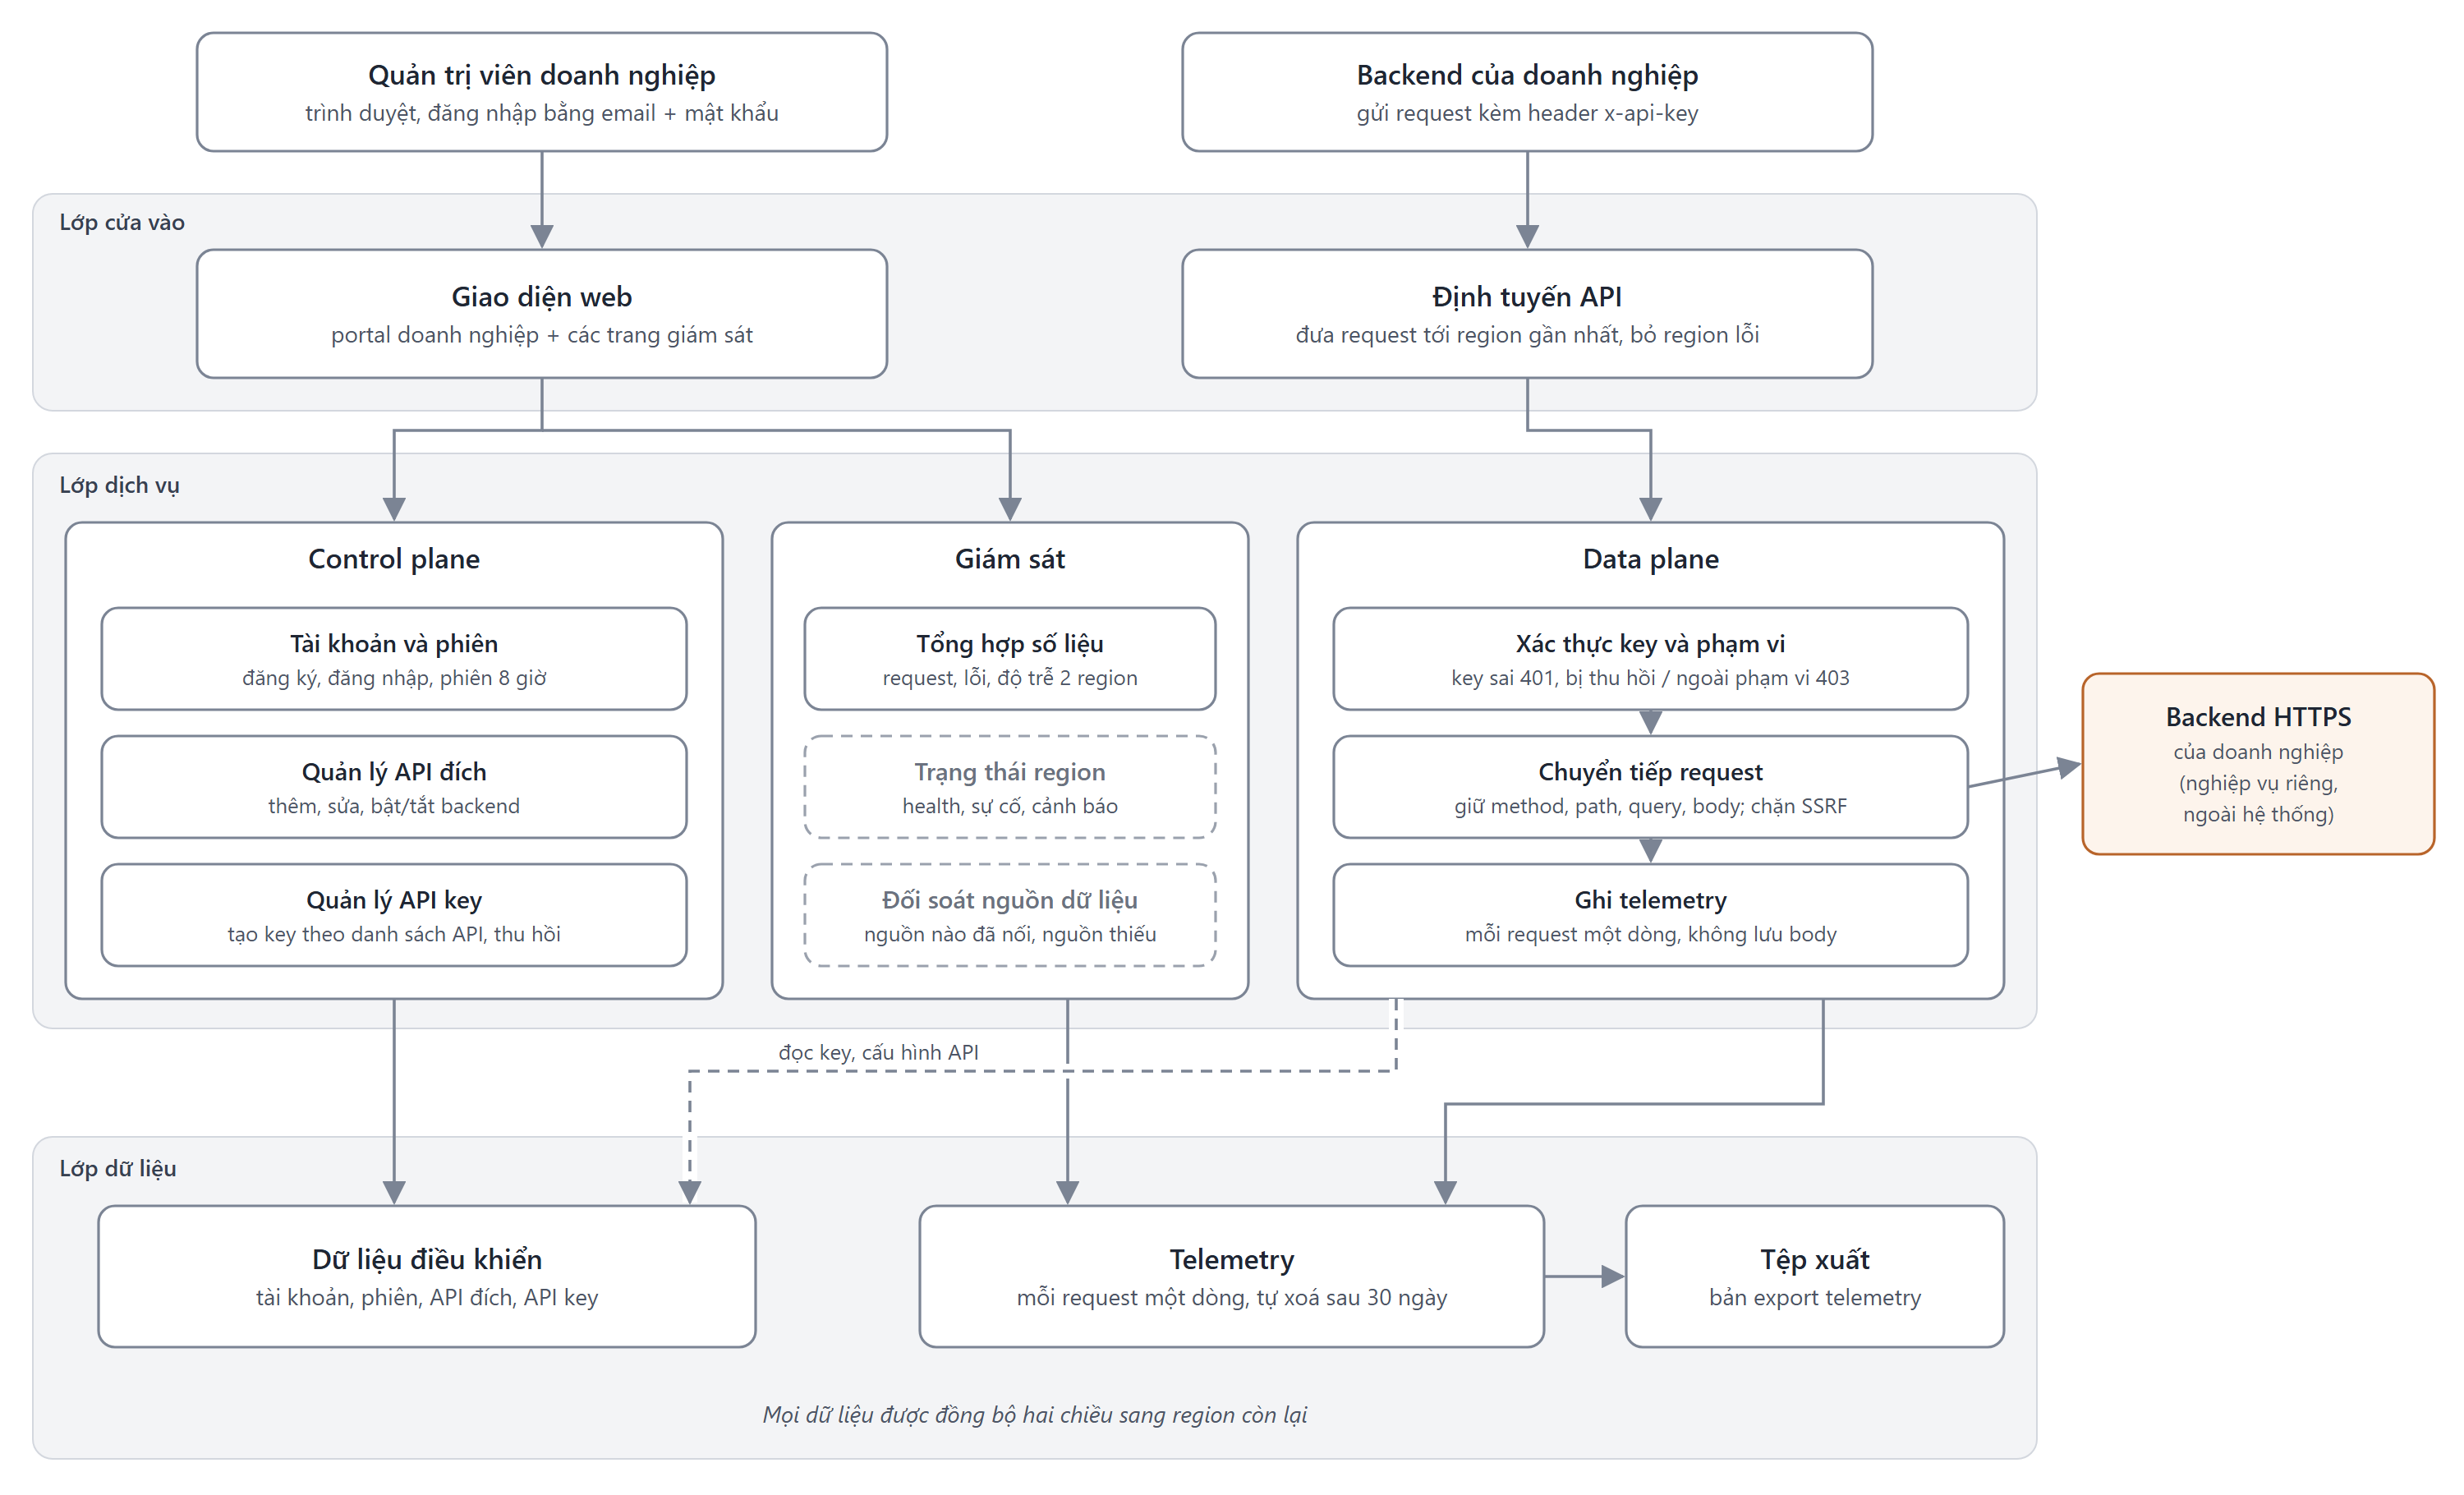 Quản trị viên doanh nghiệp
trình duyệt, đăng nhập bằng email + mật khẩu
Backend của doanh nghiệp
gửi request kèm header x-api-key
Lớp cửa vào
Giao diện web
portal doanh nghiệp + các trang giám sát
Định tuyến API
đưa request tới region gần nhất, bỏ region lỗi
Lớp dịch vụ
Control plane
Tài khoản và phiên
đăng ký, đăng nhập, phiên 8 giờ
Quản lý API đích
thêm, sửa, bật/tắt backend
Quản lý API key
tạo key theo danh sách API, thu hồi
Giám sát
Tổng hợp số liệu
request, lỗi, độ trễ 2 region
Trạng thái region
health, sự cố, cảnh báo
Đối soát nguồn dữ liệu
nguồn nào đã nối, nguồn thiếu
Data plane
Xác thực key và phạm vi
key sai 401, bị thu hồi / ngoài phạm vi 403
Chuyển tiếp request
giữ method, path, query, body; chặn SSRF
Ghi telemetry
mỗi request một dòng, không lưu body
Backend HTTPS
của doanh nghiệp
(nghiệp vụ riêng,
ngoài hệ thống)
đọc key, cấu hình API
Lớp dữ liệu
Dữ liệu điều khiển
tài khoản, phiên, API đích, API key
Telemetry
mỗi request một dòng, tự xoá sau 30 ngày
Tệp xuất
bản export telemetry
Mọi dữ liệu được đồng bộ hai chiều sang region còn lại